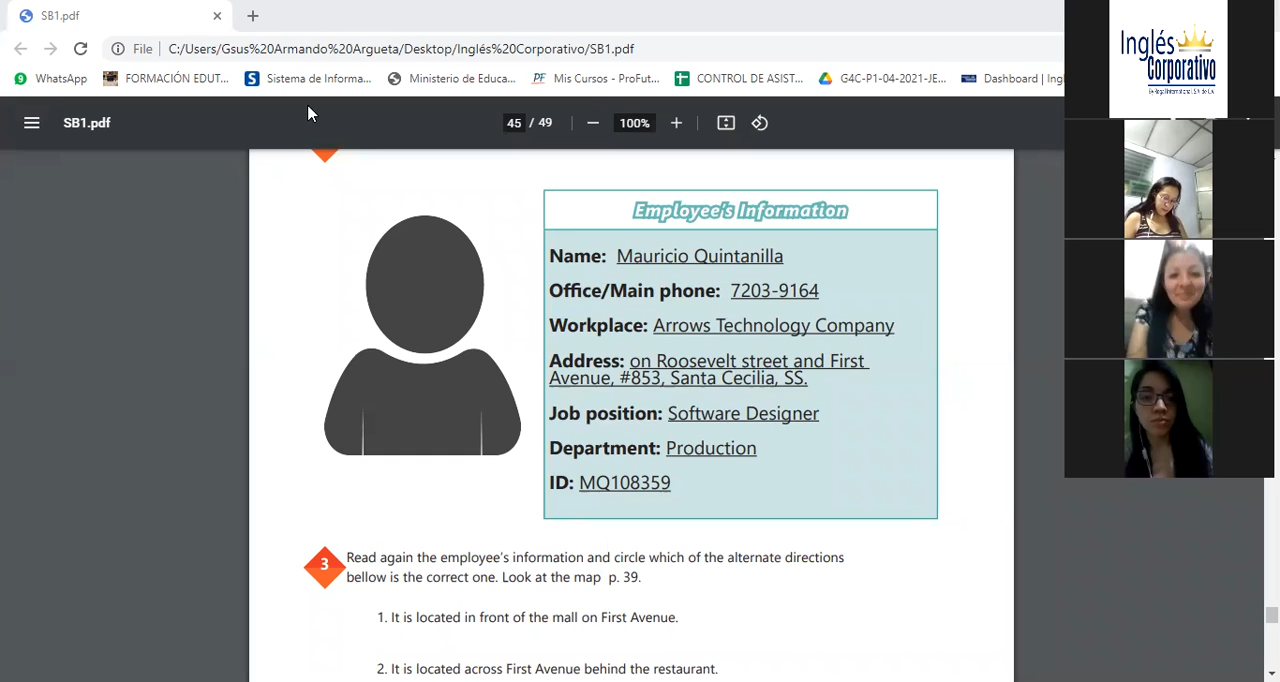 SB1.pdf
File C:/Users/Gsus%20Armando%20Argueta/Desktop/Inglés%20Corporativo/SB1.pdf
9 WhatsApp FORMACIÓN EDUT... S Sistema de Informa... Ministerio de Educa... PF Mis Cursos - ProFut... CONTROL DE ASIST... G4C-P1-04-2021-JE... Dashboard | Ingl
SB1.pdf 45 / 49 100%
Inglés
Corporativo
Employee's Information
Name: Mauricio Quintanilla
Office/Main phone: 7203-9164
Workplace: Arrows Technology Company
Address: on Roosevelt street and First
Avenue, #853, Santa Cecilia, SS.
Job position: Software Designer
Department: Production
ID: MQ108359
3 Read again the employee's information and circle which of the alternate directions
bellow is the correct one. Look at the map p. 39.
1. It is located in front of the mall on First Avenue.
2. It is located across First Avenue behind the restaurant.